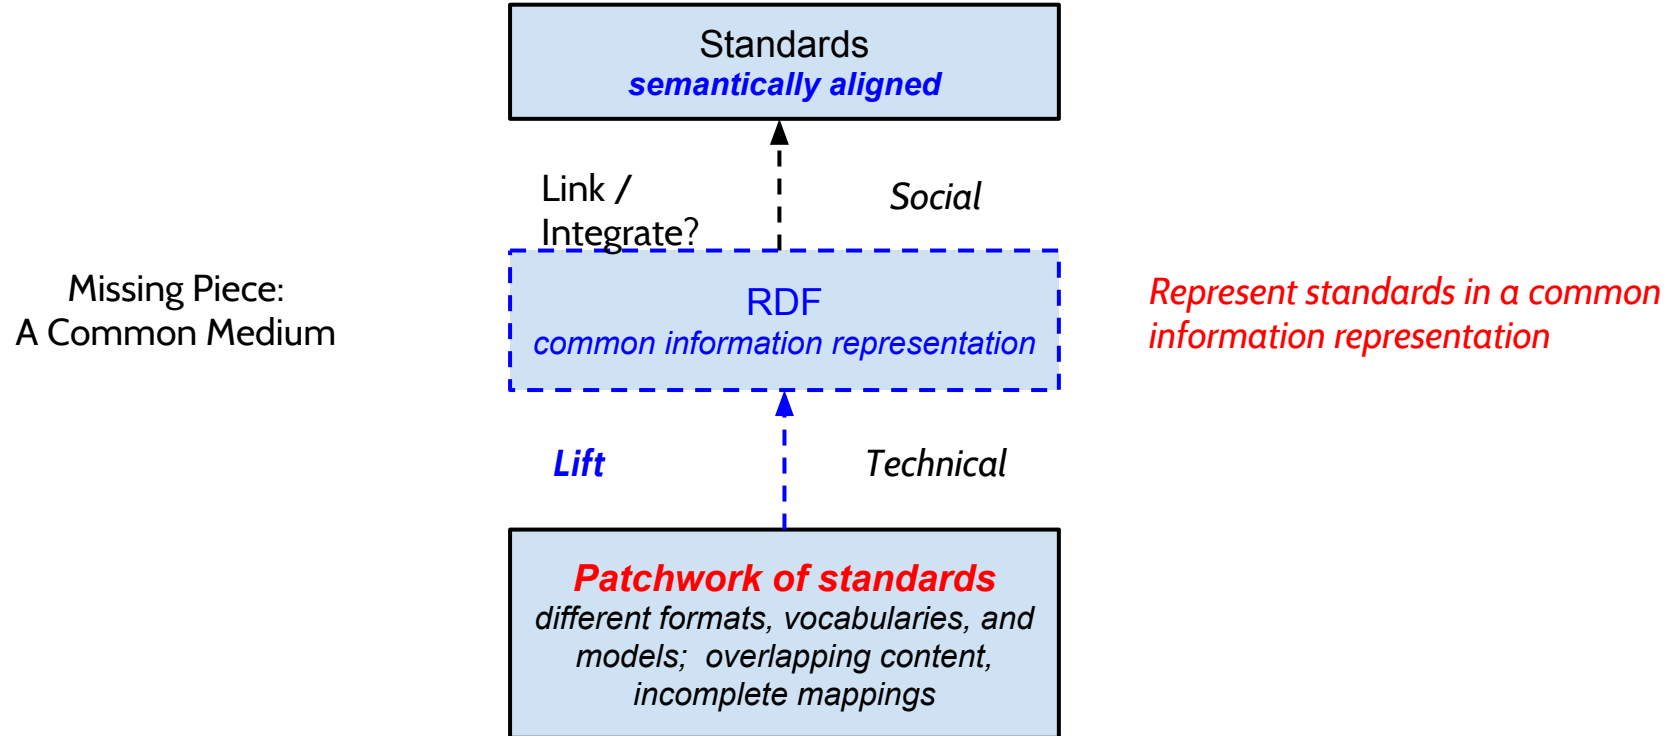 Standards
semantically aligned
Link /
Integrate?
Social
Missing Piece:
A Common Medium
RDF
common information representation
Represent standards in a common
information representation
Lift
Technical
Patchwork of standards
different formats, vocabularies, and
models; overlapping content,
incomplete mappings